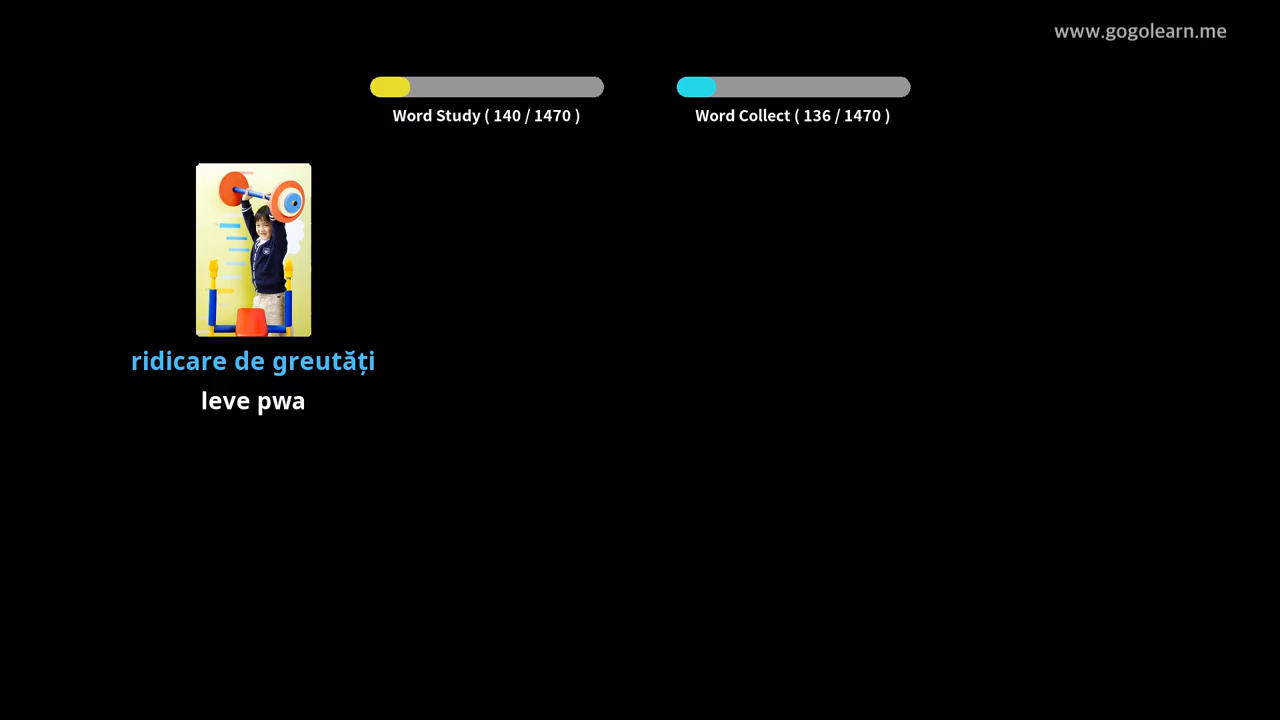 www.gogolearn.me
Word Study ( 140 / 1470 )
Word Collect ( 136 / 1470 )
ridicare de greutăți
leve pwa